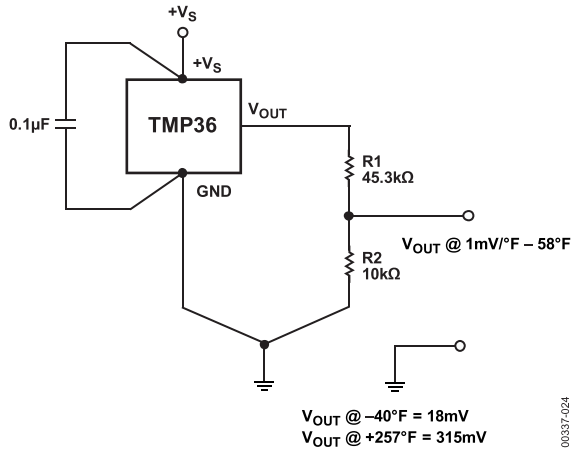 +VS
+VS
0.1µF
TMP36
VOUT
GND
R1
45.3kΩ
VOUT @ 1mV/°F – 58°F
R2
10kΩ
VOUT @ –40°F = 18mV
VOUT @ +257°F = 315mV
00337-024